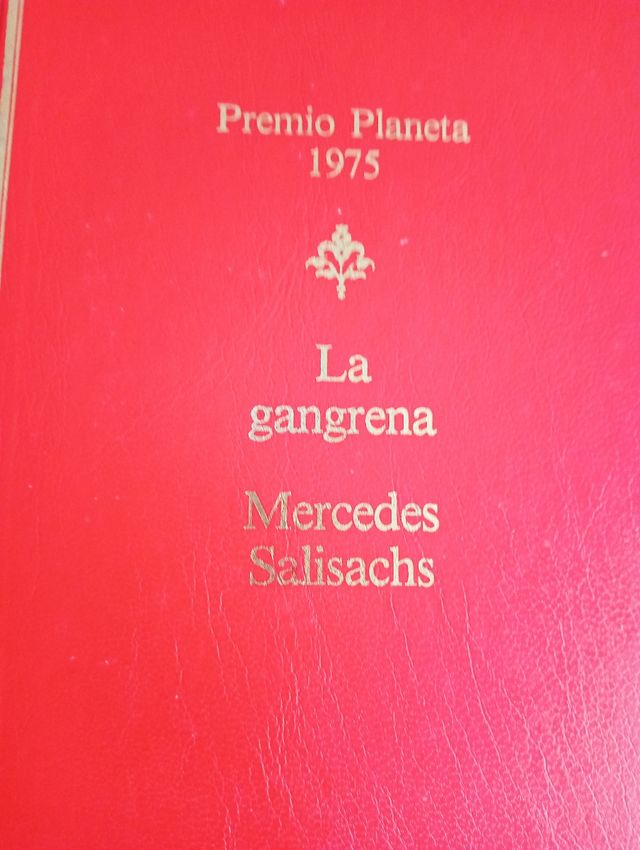 Premio Planeta
1975
La
gangrena
Mercedes
Salisachs